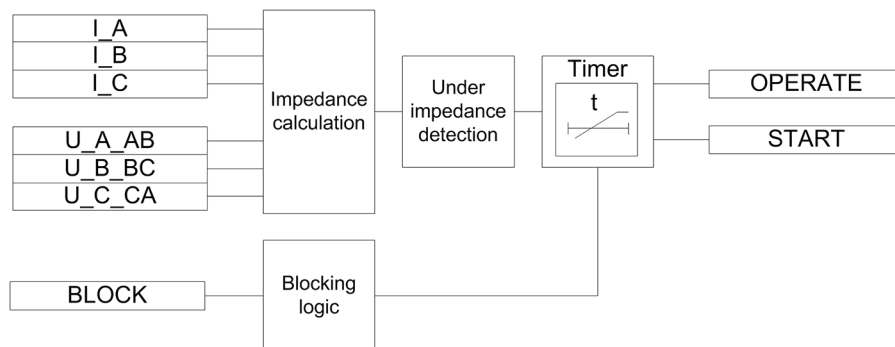 I_A
I_B
I_C
U_A_AB
U_B_BC
U_C_CA
BLOCK
Impedance
calculation
Blocking
logic
Under
impedance
detection
Timer
t
OPERATE
START